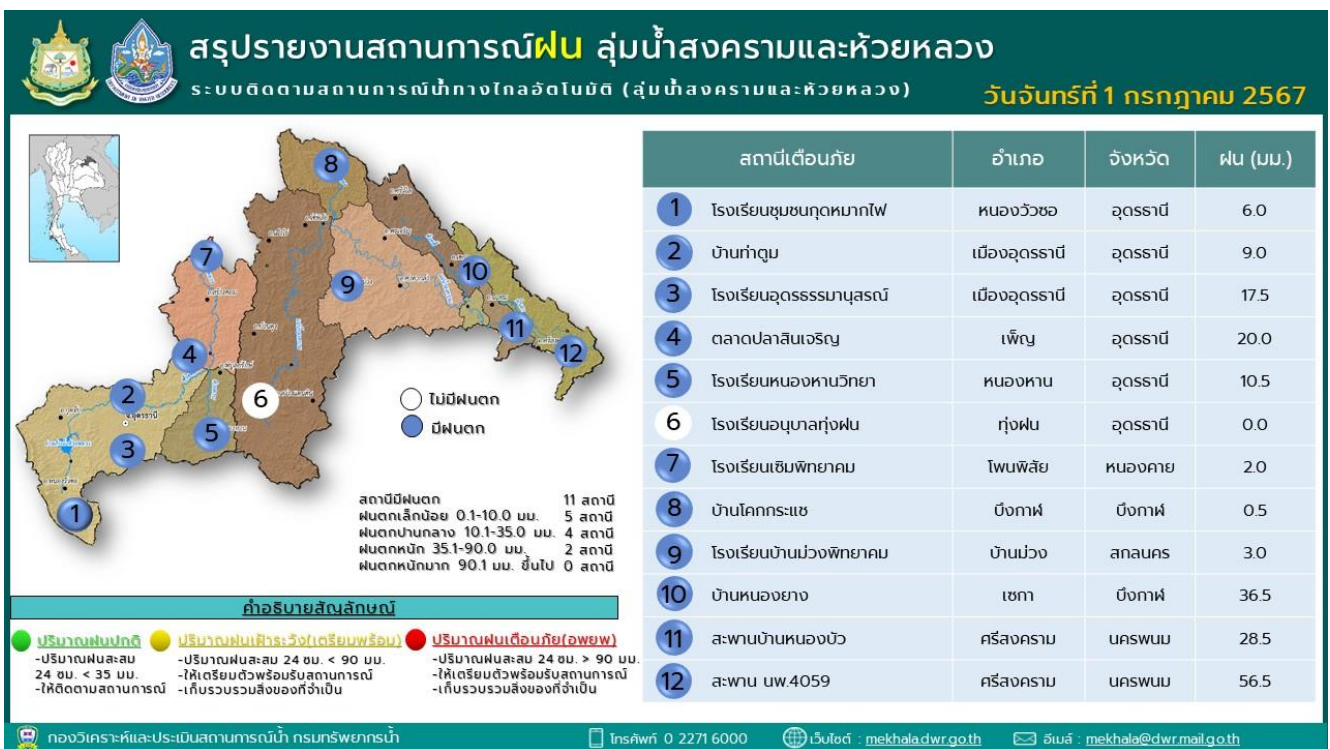 สรุปรายงานสถานการณ์ฝน ลุ่มน้ำสงครามและห้วยหลวง
ระบบติดตามสถานการณ์น้ำทางไกลอัตโนมัติ (ลุ่มน้ำสงครามและห้วยหลวง)
วันจันทร์ที่ 1 กรกฎาคม 2567
8
7
9
10
11
12
4
2
6
5
3
1
อ.อุดรธานี
ไม่มีฝนตก
มีฝนตก
สถานีมีฝนตก 11 สถานี
ฝนตกเล็กน้อย 0.1-10.0 มม. 5 สถานี
ฝนตกปานกลาง 10.1-35.0 มม. 4 สถานี
ฝนตกหนัก 35.1-90.0 มม. 2 สถานี
ฝนตกหนักมาก 90.1 มม. ขึ้นไป 0 สถานี
คำอธิบายสัญลักษณ์
ปริมาณฝนปกติ
-ปริมาณฝนสะสม
24 ชม. < 35 มม.
-ให้ติดตามสถานการณ์
ปริมาณฝนเฝ้าระวัง(เตรียมพร้อม)
-ปริมาณฝนสะสม 24 ชม. < 90 มม.
-ให้เตรียมตัวพร้อมรับสถานการณ์
-เก็บรวบรวมสิ่งของที่จำเป็น
ปริมาณฝนเตือนภัย(อพยพ)
-ปริมาณฝนสะสม 24 ชม. > 90 มม.
-ให้เตรียมตัวพร้อมรับสถานการณ์
-เก็บรวบรวมสิ่งของที่จำเป็น
สถานีเตือนภัย อำเภอ จังหวัด ฝน (มม.)
1 โรงเรียนชุมชนกุดหมากไฟ หนองวัวซอ อุดรธานี 6.0
2 บ้านท่าตูม เมืองอุดรธานี อุดรธานี 9.0
3 โรงเรียนอุดรธรรมานุสรณ์ เมืองอุดรธานี อุดรธานี 17.5
4 ตลาดปลาสินเจริญ เพ็ญ อุดรธานี 20.0
5 โรงเรียนหนองหานวิทยา หนองหาน อุดรธานี 10.5
6 โรงเรียนอนุบาลทุ่งฝน ทุ่งฝน อุดรธานี 0.0
7 โรงเรียนเซิมพิทยาคม โพนพิสัย หนองคาย 2.0
8 บ้านโคกกระแซ บึงกาฬ บึงกาฬ 0.5
9 โรงเรียนบ้านม่วงพิทยาคม บ้านม่วง สกลนคร 3.0
10 บ้านหนองยาง เซกา บึงกาฬ 36.5
11 สะพานบ้านหนองบัว ศรีสงคราม นครพนม 28.5
12 สะพาน นพ.4059 ศรีสงคราม นครพนม 56.5
กองวิเคราะห์และประเมินสถานการณ์น้ำ กรมทรัพยากรน้ำ
โทรศัพท์ 0 2271 6000
เว็บไซต์ : mekhala.dwr.go.th
อีเมล์ : mekhala@dwr.mail.go.th